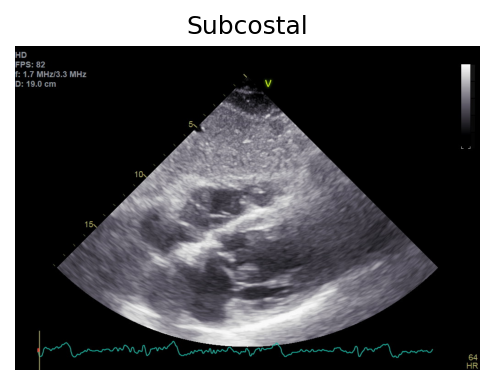 Subcostal
HD
FPS: 82
f: 1.7 MHz/3.3 MHz
D: 19.0 cm
V
5
10
15
64
HR